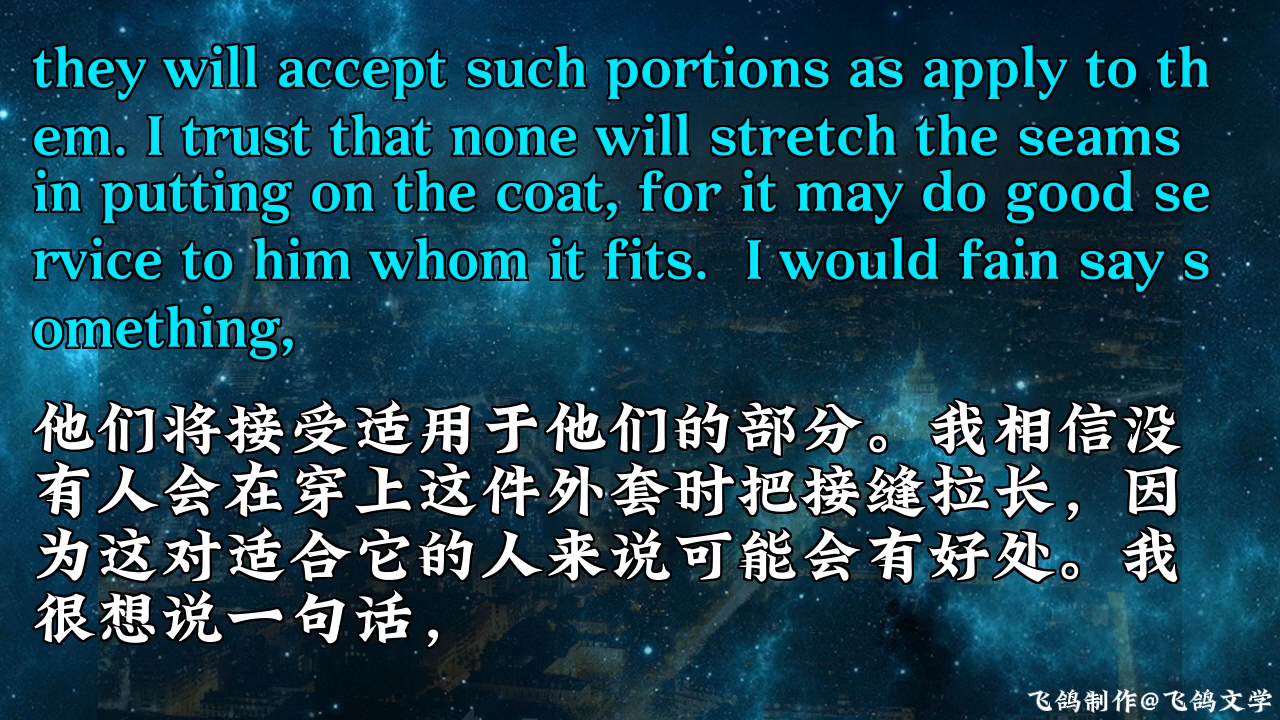 they will accept such portions as apply to th
em. I trust that none will stretch the seams
in putting on the coat, for it may do good se
rvice to him whom it fits.  I would fain say s
omething,
他们将接受适用于他们的部分。我相信没
有人会在穿上这件外套时把接缝拉长，因
为这对适合它的人来说可能会有好处。我
很想说一句话，
飞鸽制作@飞鸽文学